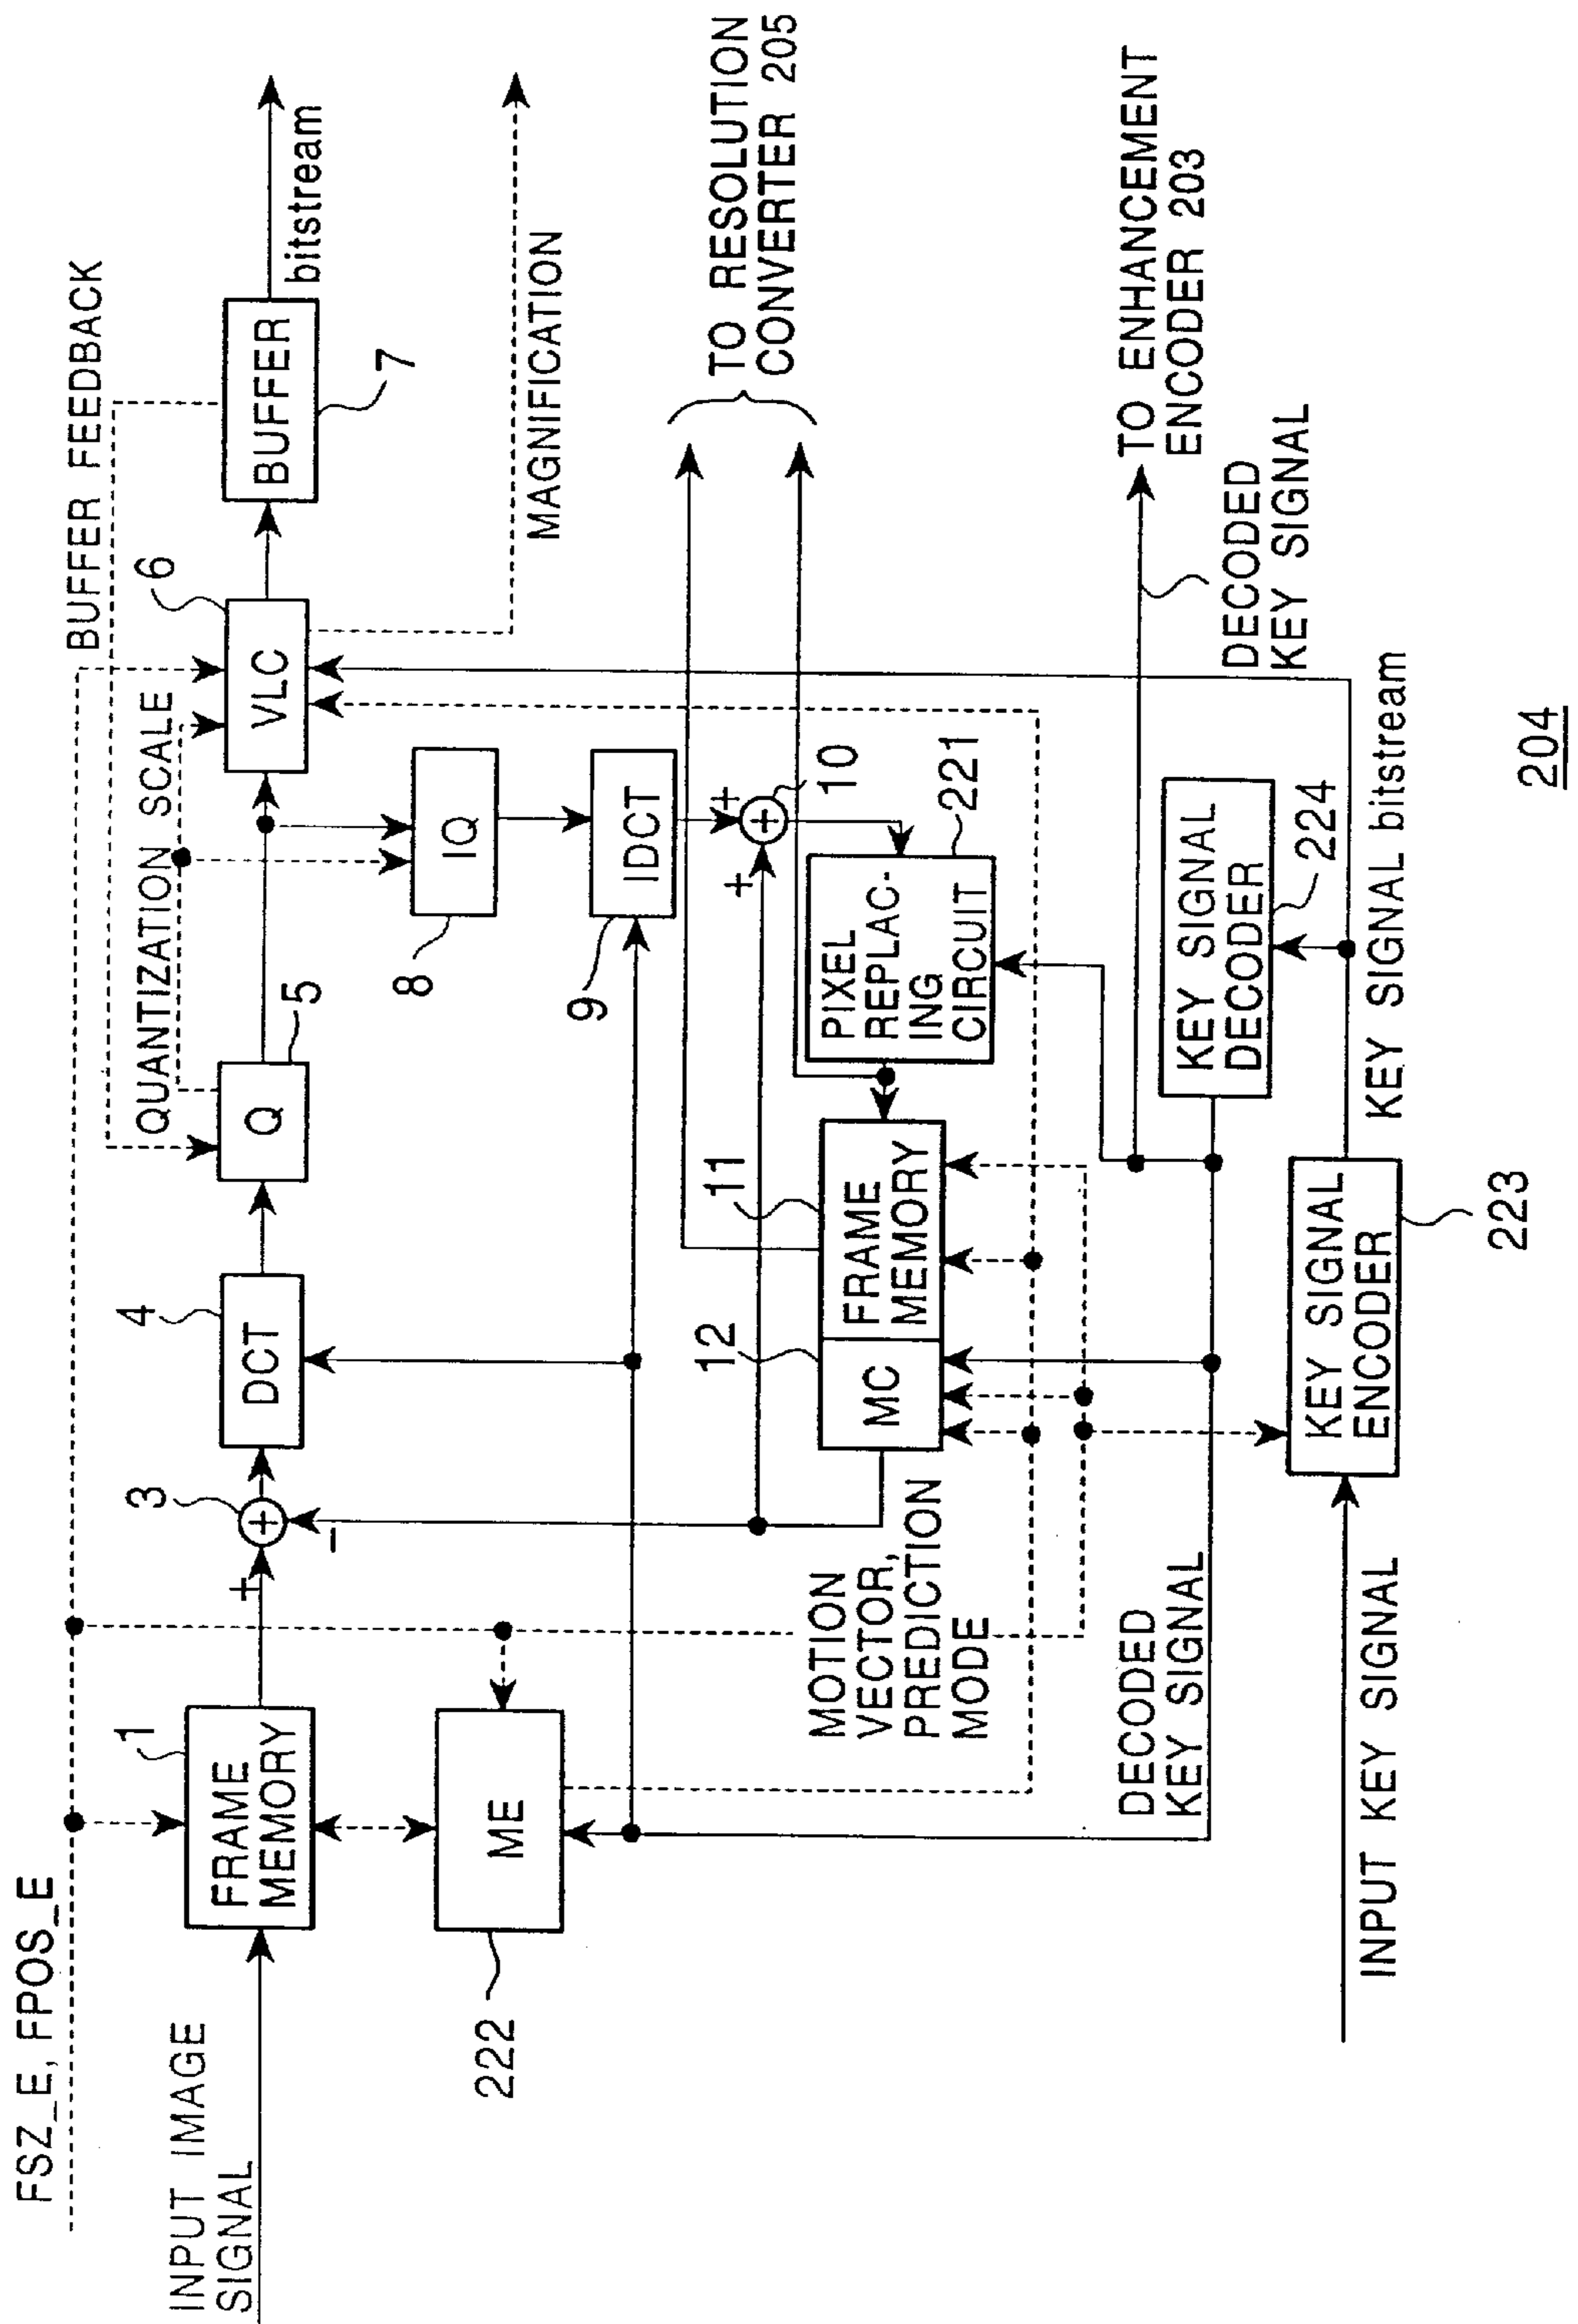 FSZ_E, FPOS_E
INPUT IMAGE
SIGNAL
1
FRAME
MEMORY
ME
222
+
3
+
−
4
DCT
QUANTIZATION SCALE
Q
5
BUFFER FEEDBACK
6
VLC
BUFFER
7
bitstream
MAGNIFICATION
IQ
8
IDCT
9
+
+
+
10
PIXEL
REPLAC-
ING
CIRCUIT
221
11
FRAME
MEMORY
12
MC
MOTION
VECTOR,
PREDICTION
MODE
TO RESOLUTION
CONVERTER 205
TO ENHANCEMENT
ENCODER 203
DECODED
KEY SIGNAL
DECODED
KEY SIGNAL
KEY SIGNAL
DECODER
224
KEY SIGNAL
ENCODER
223
KEY SIGNAL bitstream
INPUT KEY SIGNAL
204